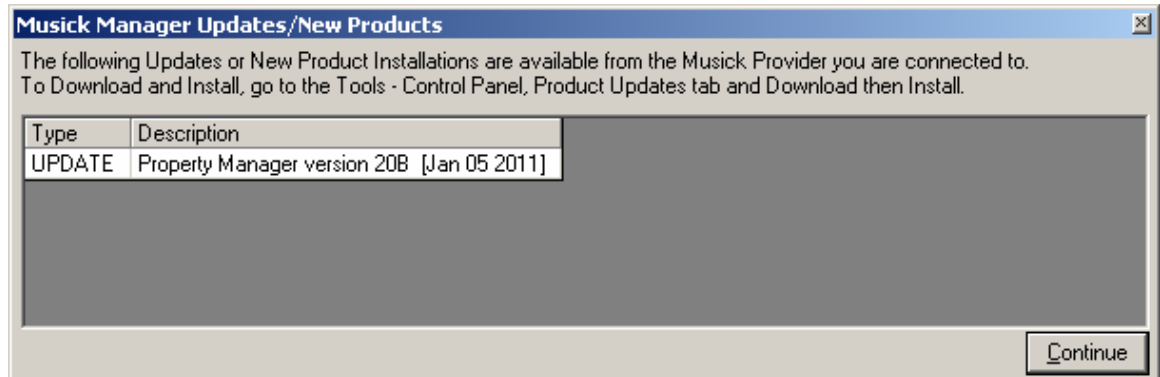 Musick Manager Updates/New Products
The following Updates or New Product Installations are available from the Musick Provider you are connected to.
To Download and Install, go to the Tools - Control Panel, Product Updates tab and Download then Install.
Type Description
UPDATE Property Manager version 20B [Jan 05 2011]
Continue